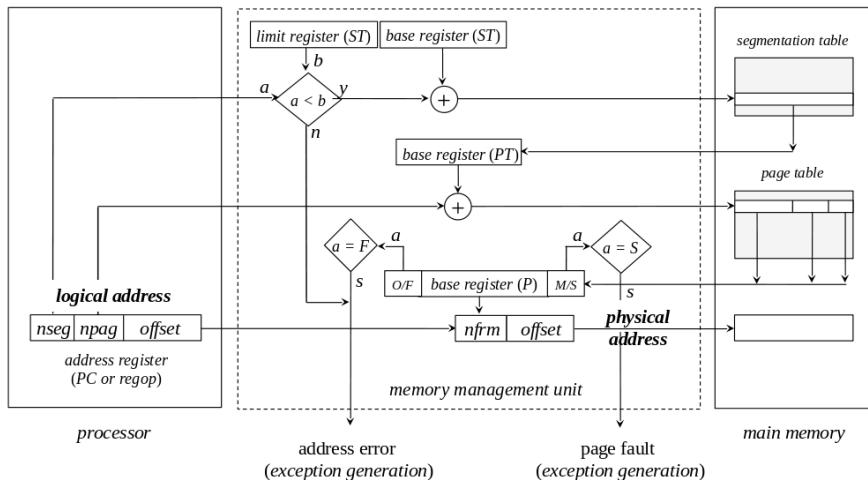 limit register (ST)
base register (ST)
segmentation table
b
a
a < b
y
+
n
base register (PT)
page table
+
a = F
a
a
a = S
s
O/F
base register (P)
M/S
s
logical address
nseg
npag
offset
nfrm
offset
physical
address
address register
(PC or regop)
memory management unit
processor
main memory
address error
(exception generation)
page fault
(exception generation)